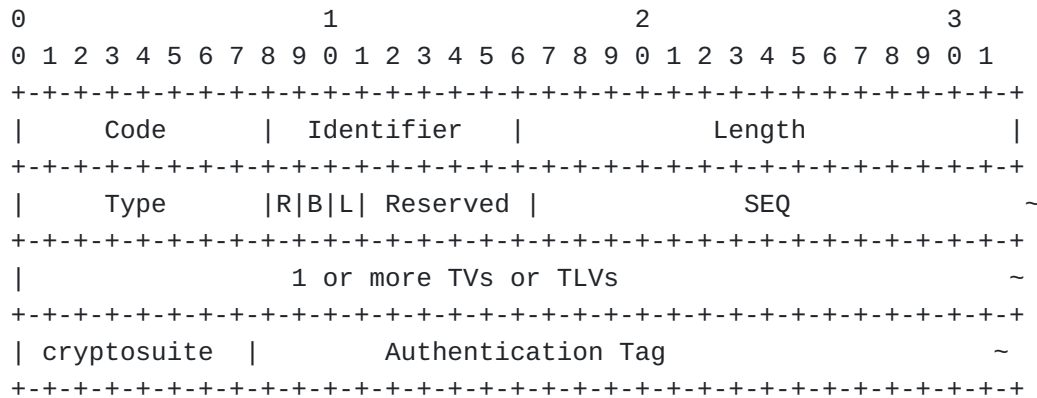 0                   1                   2                   3
0 1 2 3 4 5 6 7 8 9 0 1 2 3 4 5 6 7 8 9 0 1 2 3 4 5 6 7 8 9 0 1
+-+-+-+-+-+-+-+-+-+-+-+-+-+-+-+-+-+-+-+-+-+-+-+-+-+-+-+-+-+-+-+-+
|     Code      |  Identifier   |            Length             |
+-+-+-+-+-+-+-+-+-+-+-+-+-+-+-+-+-+-+-+-+-+-+-+-+-+-+-+-+-+-+-+-+
|     Type      |R|B|L| Reserved |             SEQ               ~
+-+-+-+-+-+-+-+-+-+-+-+-+-+-+-+-+-+-+-+-+-+-+-+-+-+-+-+-+-+-+-+-+
|                 1 or more TVs or TLVs                         ~
+-+-+-+-+-+-+-+-+-+-+-+-+-+-+-+-+-+-+-+-+-+-+-+-+-+-+-+-+-+-+-+-+
| cryptosuite  |        Authentication Tag                     ~
+-+-+-+-+-+-+-+-+-+-+-+-+-+-+-+-+-+-+-+-+-+-+-+-+-+-+-+-+-+-+-+-+